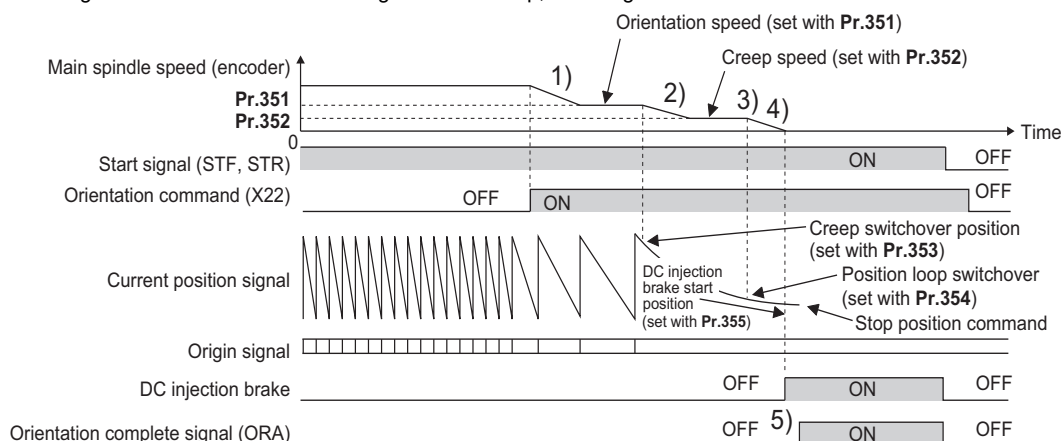 Orientation speed (set with Pr.351)
Main spindle speed (encoder)
Creep speed (set with Pr.352)
1)
2)
3)
4)
Pr.351
Pr.352
0
Time
Start signal (STF, STR)
ON
OFF
Orientation command (X22)
OFF
ON
OFF
Creep switchover position
(set with Pr.353)
Current position signal
DC injection
brake start
position
(set with Pr.355)
Position loop switchover
(set with Pr.354)
Stop position command
Origin signal
DC injection brake
OFF
ON
OFF
Orientation complete signal (ORA)
OFF
5)
ON
OFF